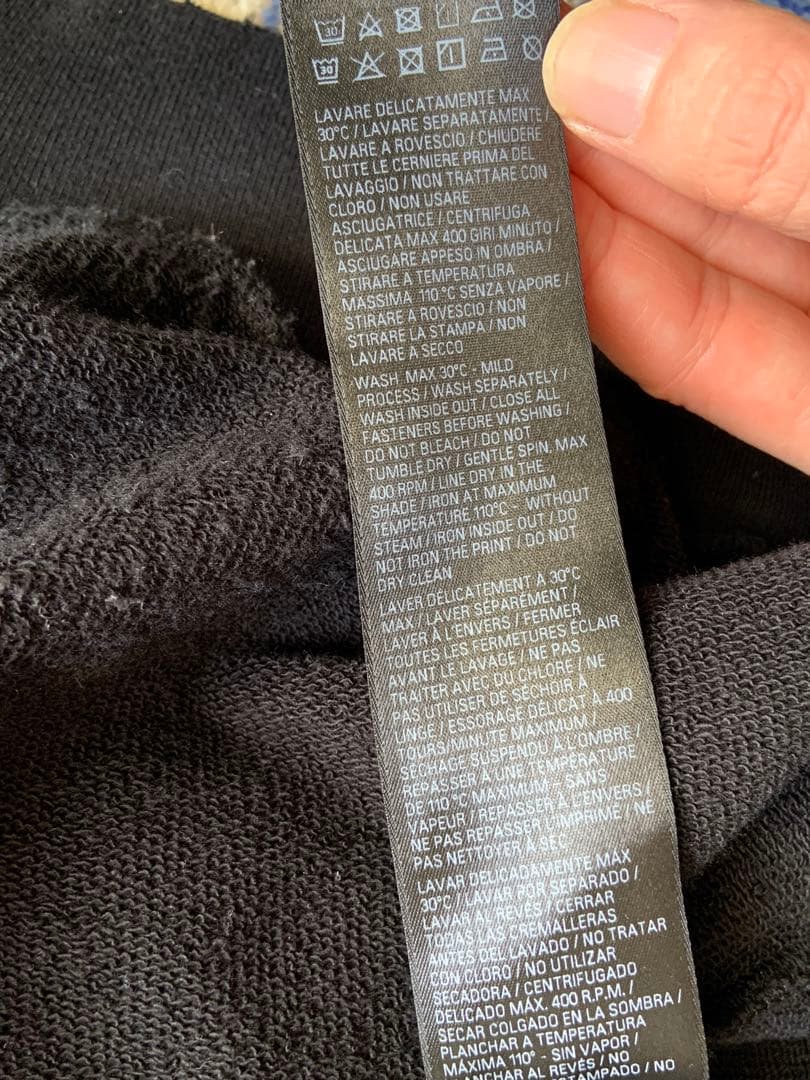 30
30
LAVARE DELICATAMENTE MAX
30°C / LAVARE SEPARATAMENTE /
LAVARE A ROVESCIO / CHIUDERE
TUTTE LE CERNIERE PRIMA DEL
LAVAGGIO / NON TRATTARE CON
CLORO / NON USARE
ASCIUGATRICE / CENTRIFUGA
DELICATA MAX 400 GIRI MINUTO /
ASCIUGARE APPESO IN OMBRA /
STIRARE A TEMPERATURA
MASSIMA 110°C SENZA VAPORE /
STIRARE A ROVESCIO / NON
STIRARE LA STAMPA / NON
LAVARE A SECCO
WASH MAX 30°C - MILD
PROCESS / WASH SEPARATELY /
WASH INSIDE OUT / CLOSE ALL
FASTENERS BEFORE WASHING /
DO NOT BLEACH / DO NOT
TUMBLE DRY / GENTLE SPIN. MAX
400 RPM / LINE DRY IN THE
SHADE / IRON AT MAXIMUM
TEMPERATURE 110°C - WITHOUT
STEAM / IRON INSIDE OUT / DO
NOT IRON THE PRINT / DO NOT
DRY CLEAN
LAVER DÉLICATEMENT À 30°C
MAX / LAVER SÉPARÉMENT /
LAVER À L'ENVERS / FERMER
TOUTES LES FERMETURES ÉCLAIR
AVANT LE LAVAGE / NE PAS
TRAITER AVEC DU CHLORE / NE
PAS UTILISER DE SÉCHOIR À
LINGE / ESSORAGE DÉLICAT À 400
TOURS/MINUTE MAXIMUM /
SÉCHAGE SUSPENDU À L'OMBRE /
REPASSER À UNE TEMPÉRATURE
DE 110 °C MAXIMUM - SANS
VAPEUR / REPASSER À L'ENVERS /
NE PAS REPASSER L'IMPRIMÉ / NE
PAS NETTOYER À SEC
LAVAR DELICADAMENTE MÁX
30°C / LAVAR POR SEPARADO /
LAVAR AL REVÉS / CERRAR
TODAS LAS CREMALLERAS
ANTES DEL LAVADO / NO TRATAR
CON CLORO / NO UTILIZAR
SECADORA / CENTRIFUGADO
DELICADO MÁX. 400 R.P.M. /
SECAR COLGADO EN LA SOMBRA /
PLANCHAR A TEMPERATURA
MÁXIMA 110° - SIN VAPOR /
PLANCHAR AL REVÉS / NO
ESTAMPADO / NO